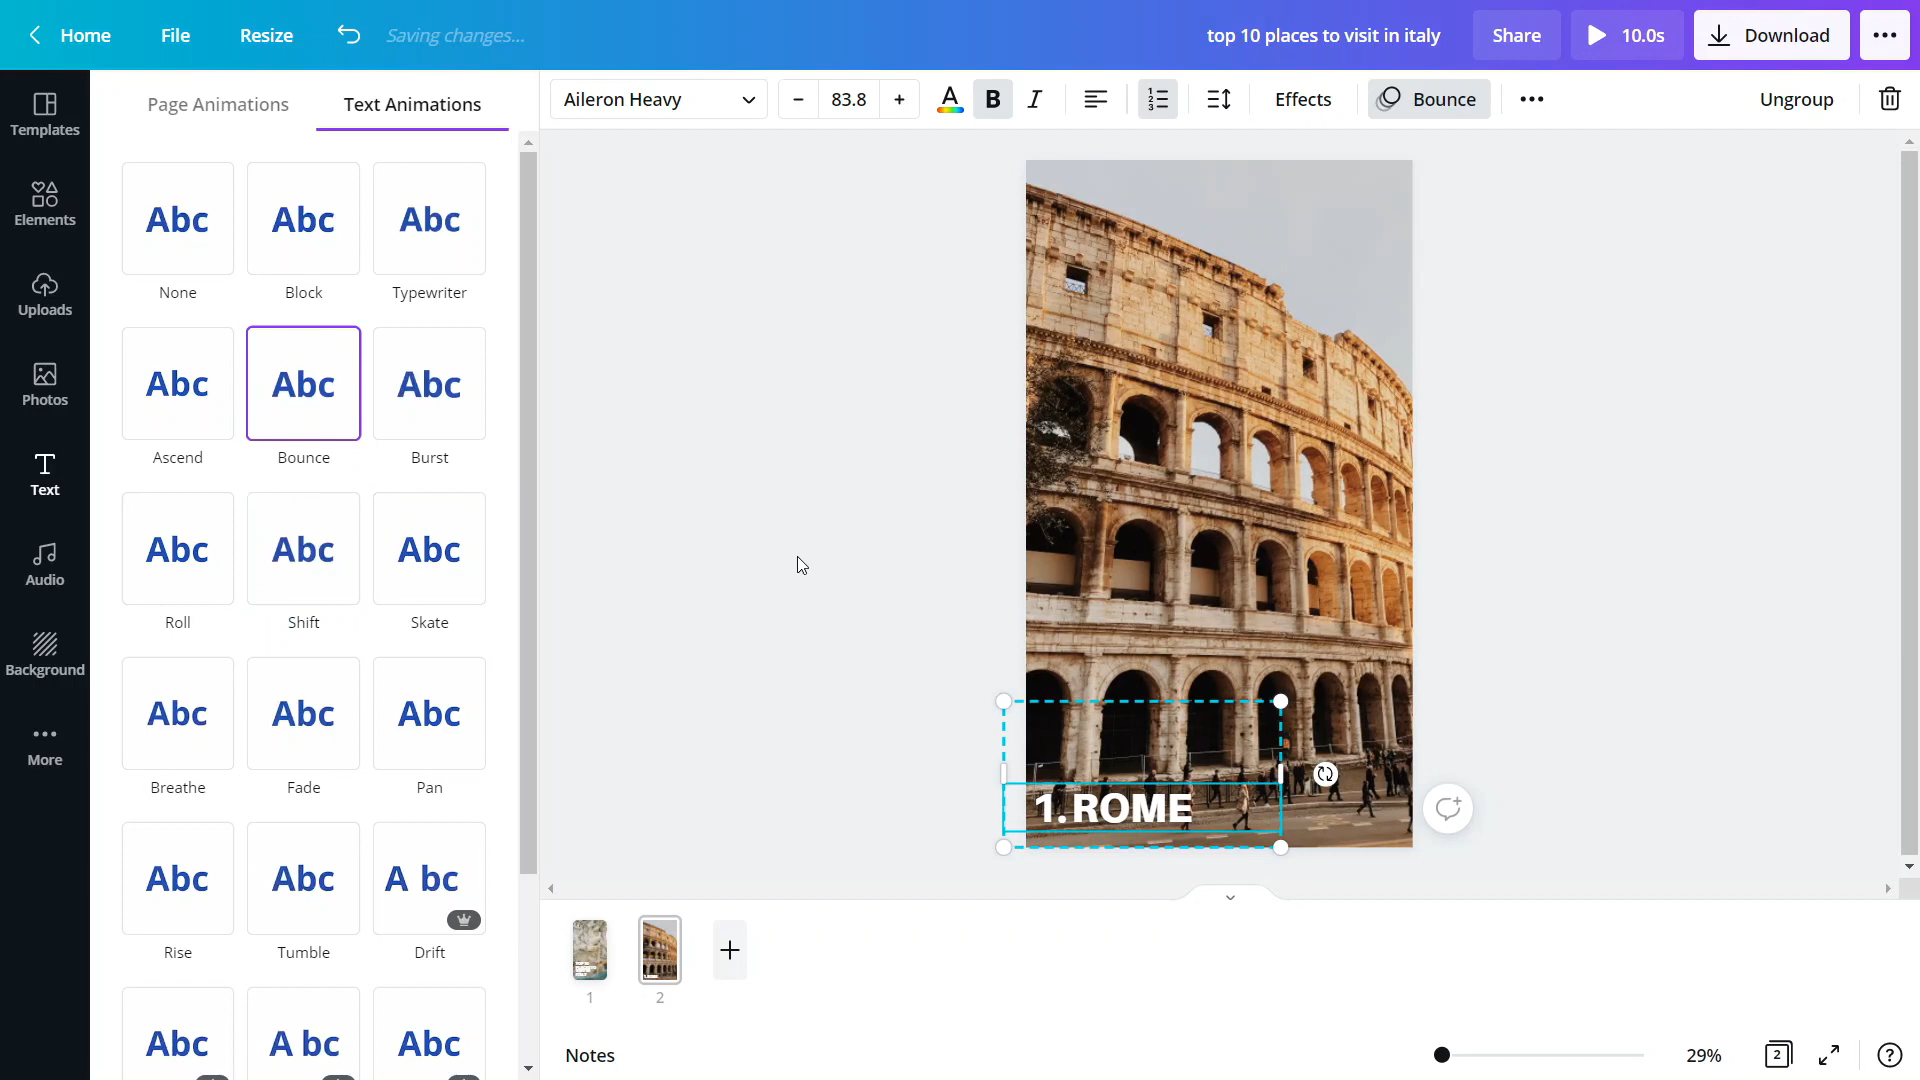 Home File Resize Saving changes... top 10 places to visit in italy Share 10.0s Download
Page Animations Text Animations
Aileron Heavy - 83.8 + A B I Effects Bounce Ungroup
Templates
Elements
Uploads
Photos
Text
Audio
Background
More
Abc Abc Abc
None Block Typewriter
Abc Abc Abc
Ascend Bounce Burst
Abc Abc Abc
Roll Shift Skate
Abc Abc Abc
Breathe Fade Pan
Abc Abc A bc
Rise Tumble Drift
Abc A bc Abc
1. ROME
1 2
Notes 29% 2 ?